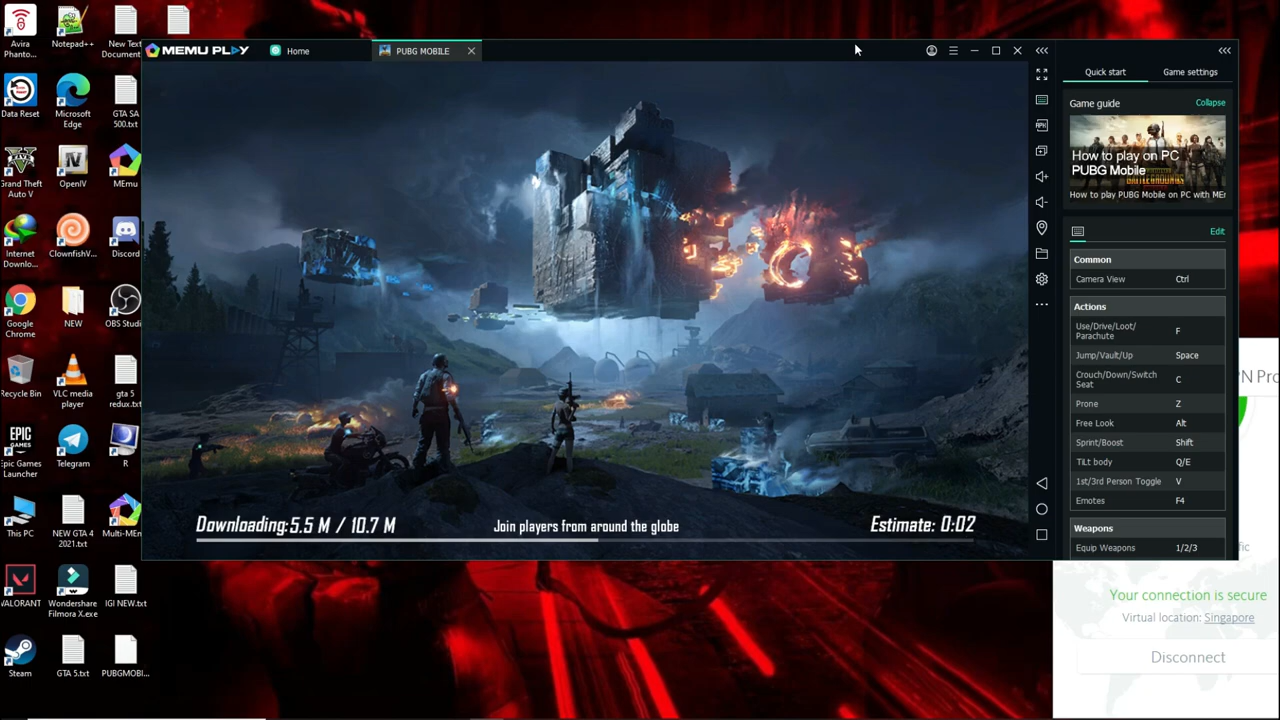 Avira
Phanto...
Notepad++
New Text
Document...
Data Reset
Microsoft
Edge
GTA SA
500.txt
Grand Theft
Auto V
OpenIV
MEmu
Internet
Downlo...
ClownfishV...
Discord
Google
Chrome
NEW
OBS Studi
Recycle Bin
VLC media
player
gta 5
redux.txt
Epic Games
Launcher
Telegram
R
This PC
NEW GTA 4
2021.txt
Multi-MEm
VALORANT
Wondershare
Filmora X.exe
IGI NEW.txt
Steam
GTA 5.txt
PUBGMOBI...
MEMU PLAY
Home
PUBG MOBILE
Downloading:5.5 M / 10.7 M
Join players from around the globe
Estimate: 0:02
Quick start
Game settings
Game guide
Collapse
How to play on PC
PUBG Mobile
How to play PUBG Mobile on PC with MEr
Edit
Common
Camera View Ctrl
Actions
Use/Drive/Loot/
Parachute F
Jump/Vault/Up Space
Crouch/Down/Switch
Seat C
Prone Z
Free Look Alt
Sprint/Boost Shift
TiLt body Q/E
1st/3rd Person Toggle V
Emotes F4
Weapons
Equip Weapons 1/2/3
PN Pro
fic
Your connection is secure
Virtual location: Singapore
Disconnect